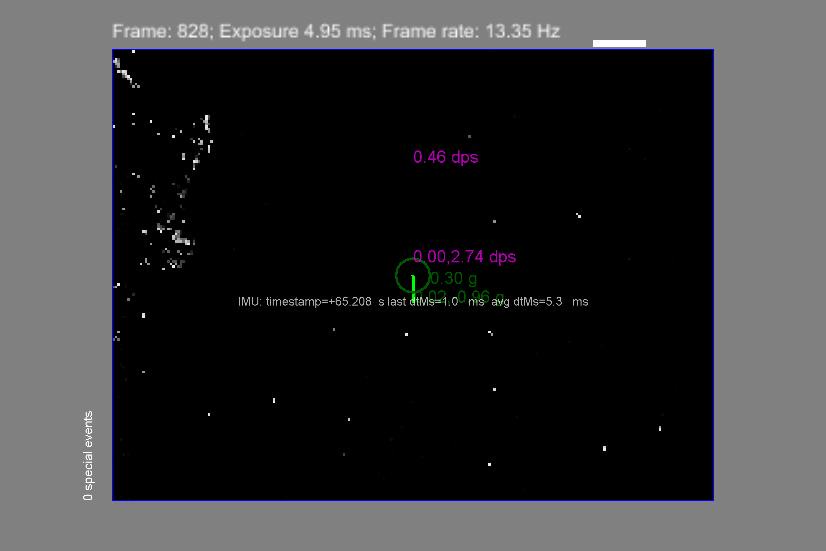 Frame: 828; Exposure 4.95 ms; Frame rate: 13.35 Hz
0.46 dps
0.00,2.74 dps
0.30 g
IMU: timestamp=+65.208 s last dtMs=1.0 ms avg dtMs=5.3 ms
0 special events